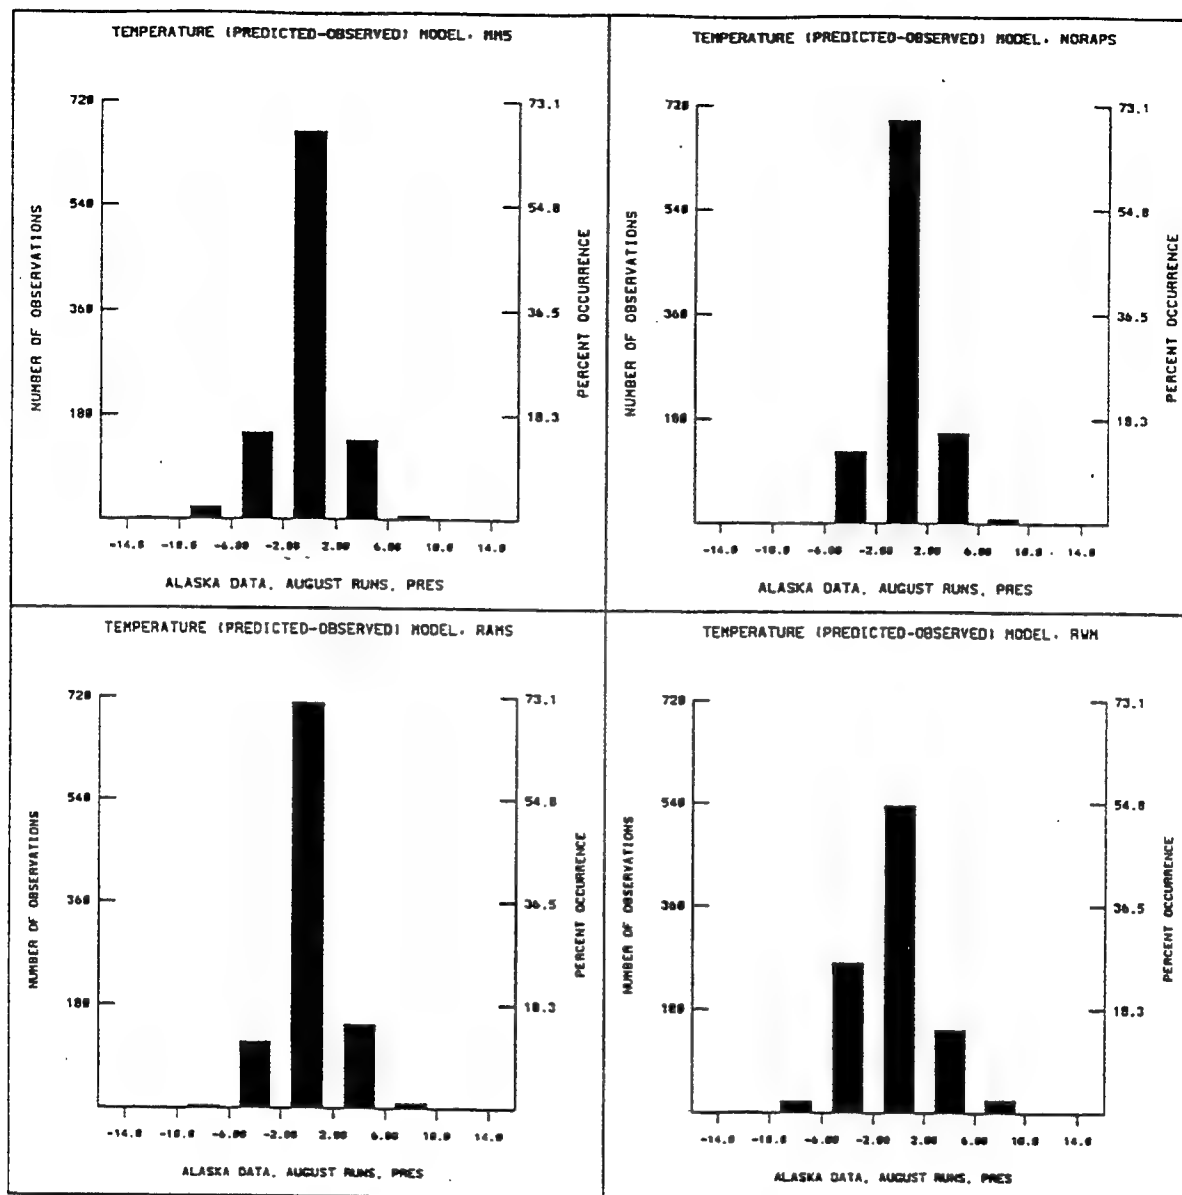 TEMPERATURE (PREDICTED-OBSERVED) MODEL. MM5
720
540
360
180
73.1
54.8
36.5
18.3
NUMBER OF OBSERVATIONS
PERCENT OCCURRENCE
-14.0 -10.0 -6.00 -2.00 2.00 6.00 10.0 14.0
ALASKA DATA, AUGUST RUNS, PRES
TEMPERATURE (PREDICTED-OBSERVED) MODEL. NORAPS
720
540
360
180
73.1
54.8
36.5
18.3
NUMBER OF OBSERVATIONS
PERCENT OCCURRENCE
-14.0 -10.0 -6.00 -2.00 2.00 6.00 10.0 14.0
ALASKA DATA, AUGUST RUNS, PRES
TEMPERATURE (PREDICTED-OBSERVED) MODEL. RAMS
720
540
360
180
73.1
54.8
36.5
18.3
NUMBER OF OBSERVATIONS
PERCENT OCCURRENCE
-14.0 -10.0 -6.00 -2.00 2.00 6.00 10.0 14.0
ALASKA DATA, AUGUST RUNS, PRES
TEMPERATURE (PREDICTED-OBSERVED) MODEL. RWM
720
540
360
180
73.1
54.8
36.5
18.3
NUMBER OF OBSERVATIONS
PERCENT OCCURRENCE
-14.0 -10.0 -6.00 -2.00 2.00 6.00 10.0 14.0
ALASKA DATA, AUGUST RUNS, PRES